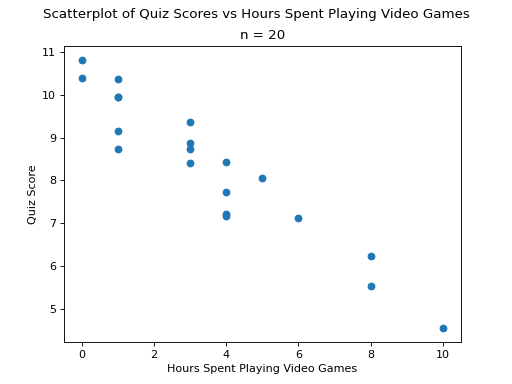 Scatterplot of Quiz Scores vs Hours Spent Playing Video Games
n = 20
11
10
9
8
7
6
5
Quiz Score
0 2 4 6 8 10
Hours Spent Playing Video Games